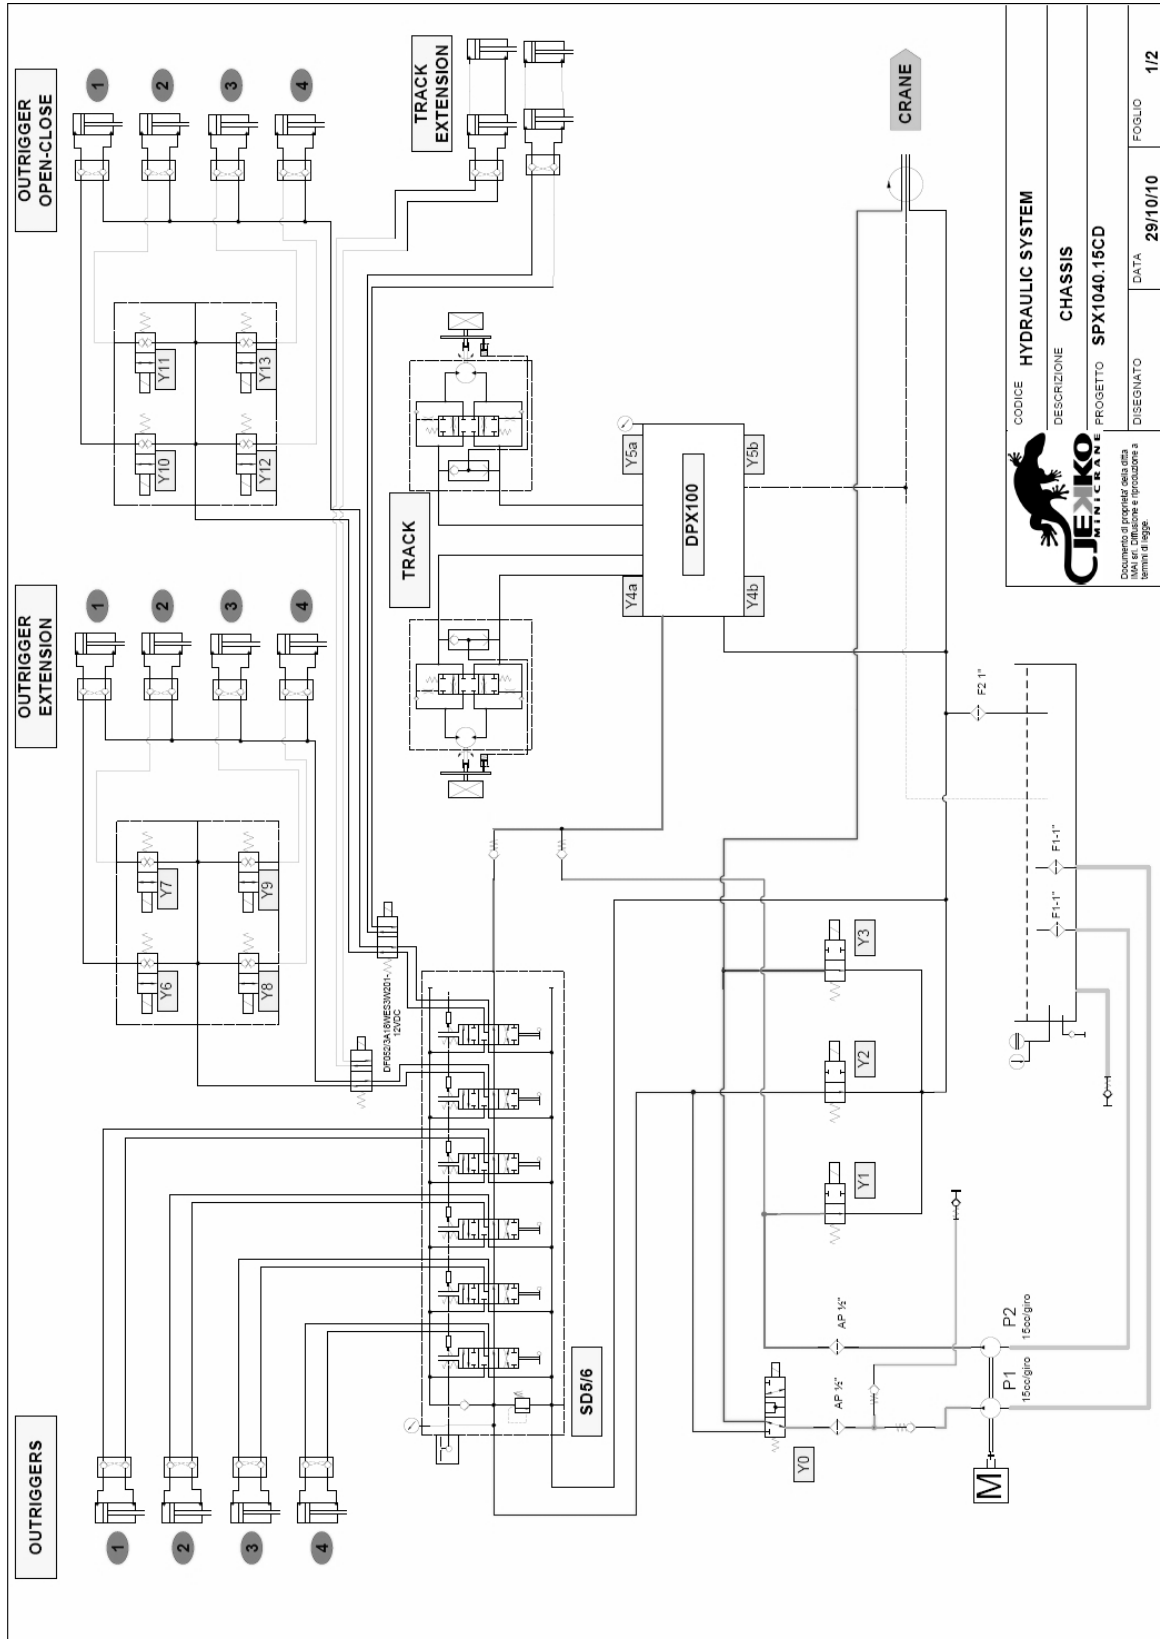 OUTRIGGERS
1
2
3
4
OUTRIGGER
EXTENSION
1
2
3
4
Y6
Y7
Y8
Y9
OUTRIGGER
OPEN-CLOSE
1
2
3
4
Y10
Y11
Y12
Y13
TRACK
EXTENSION
DF052/3A18WES3W201-
12VDC
SD5/6
TRACK
DPX100
Y4a
Y5a
Y4b
Y5b
CRANE
Y0
Y1
Y2
Y3
AP ½"
AP ½"
M
P1
15cc/giro
P2
15cc/giro
F1-1"
F1-1"
F2 1"
JEKKO
MINICRANE
Documento di proprieta' della ditta
IMAI srl. Diffusione e riproduzione a
termini di legge.
CODICE
HYDRAULIC SYSTEM
DESCRIZIONE
CHASSIS
PROGETTO SPX1040.15CD
DISEGNATO
DATA
29/10/10
FOGLIO
1/2